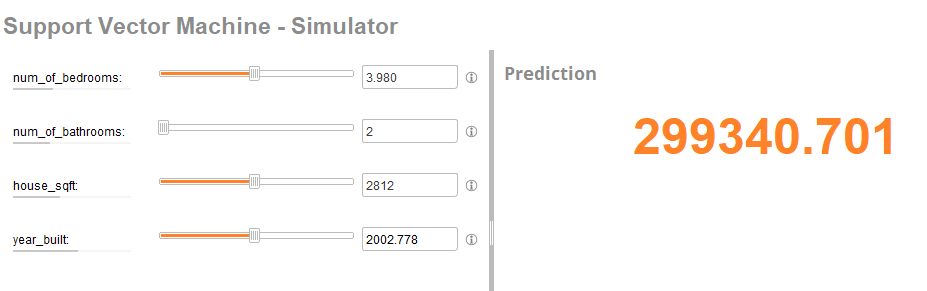 Support Vector Machine - Simulator
num_of_bedrooms: 3.980
num_of_bathrooms: 2
house_sqft: 2812
year_built: 2002.778
Prediction
299340.701